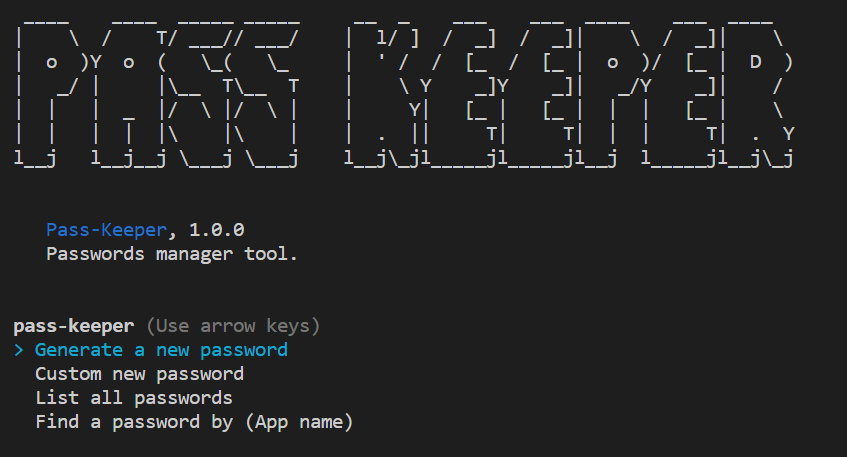 PASS KEEPER
Pass-Keeper, 1.0.0
Passwords manager tool.
pass-keeper (Use arrow keys)
> Generate a new password
Custom new password
List all passwords
Find a password by (App name)